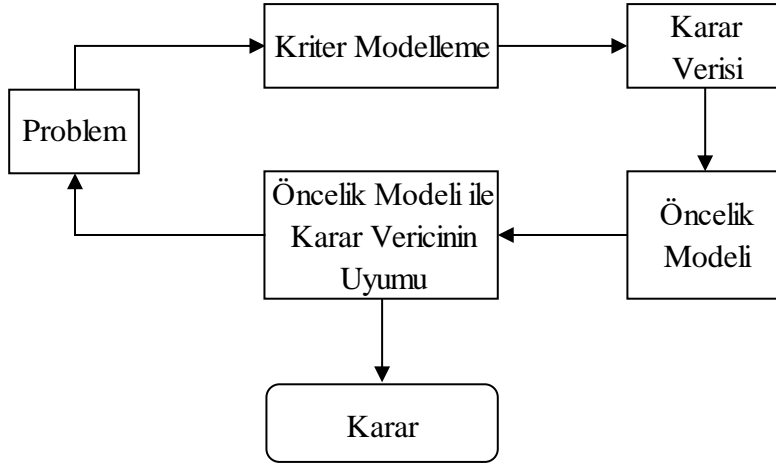 Kriter Modelleme
Karar
Verisi
Problem
Öncelik Modeli ile
Karar Vericinin
Uyumu
Öncelik
Modeli
Karar